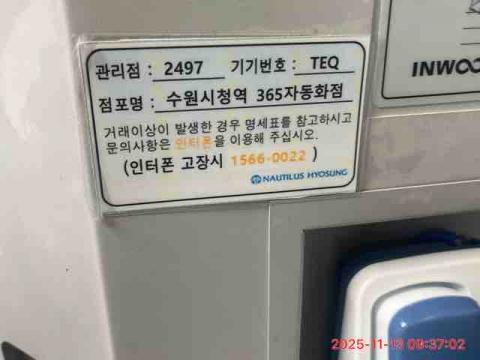 관리점 : 2497 기기번호 : TEQ
점포명 : 수원시청역 365자동화점
거래이상이 발생한 경우 명세표를 참고하시고
문의사항은 인터폰을 이용해 주십시오.
(인터폰 고장시 1566-0022 )
NAUTILUS HYOSUNG
INWOO